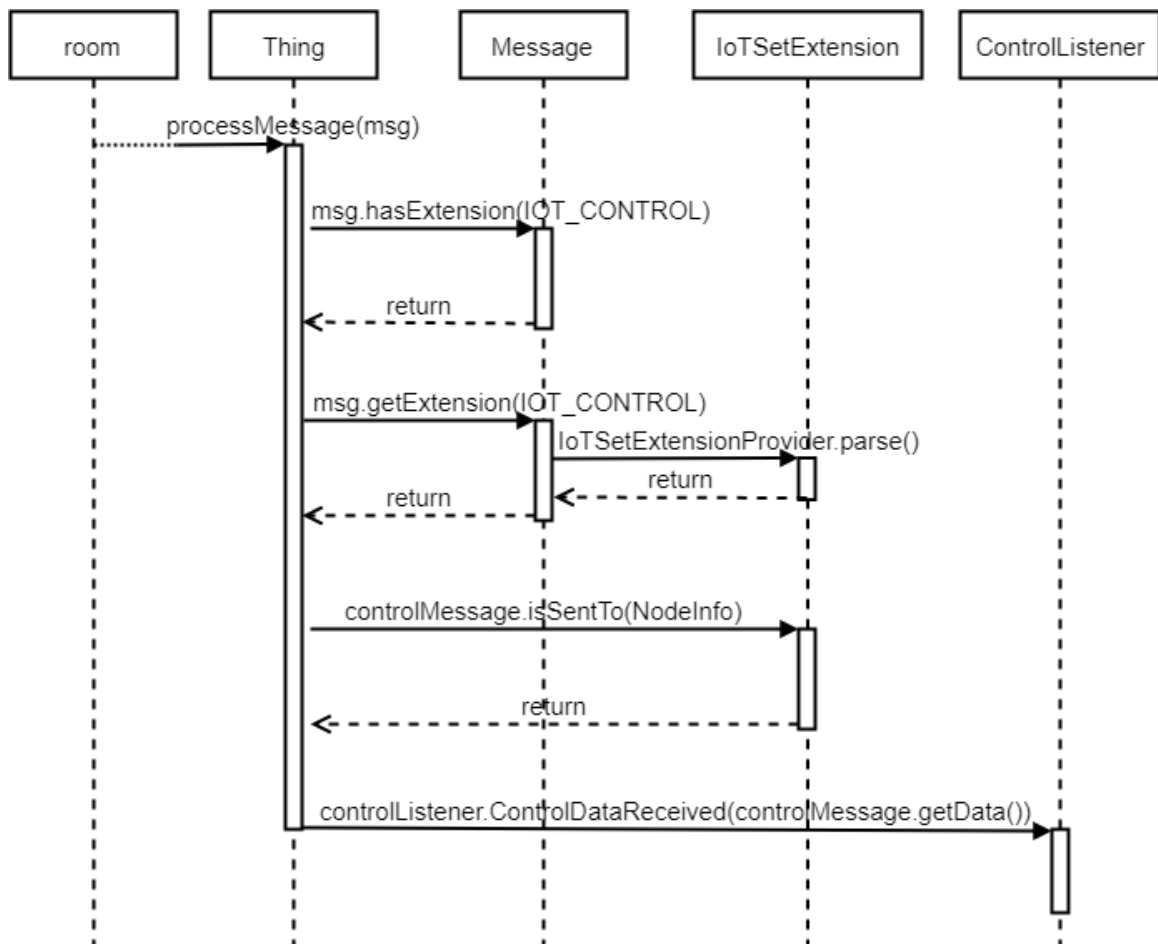 room
Thing
Message
IoTSetExtension
ControlListener
processMessage(msg)
msg.hasExtension(IOT_CONTROL)
return
msg.getExtension(IOT_CONTROL)
IoTSetExtensionProvider.parse()
return
return
controlMessage.isSentTo(NodeInfo)
return
controlListener.ControlDataReceived(controlMessage.getData())